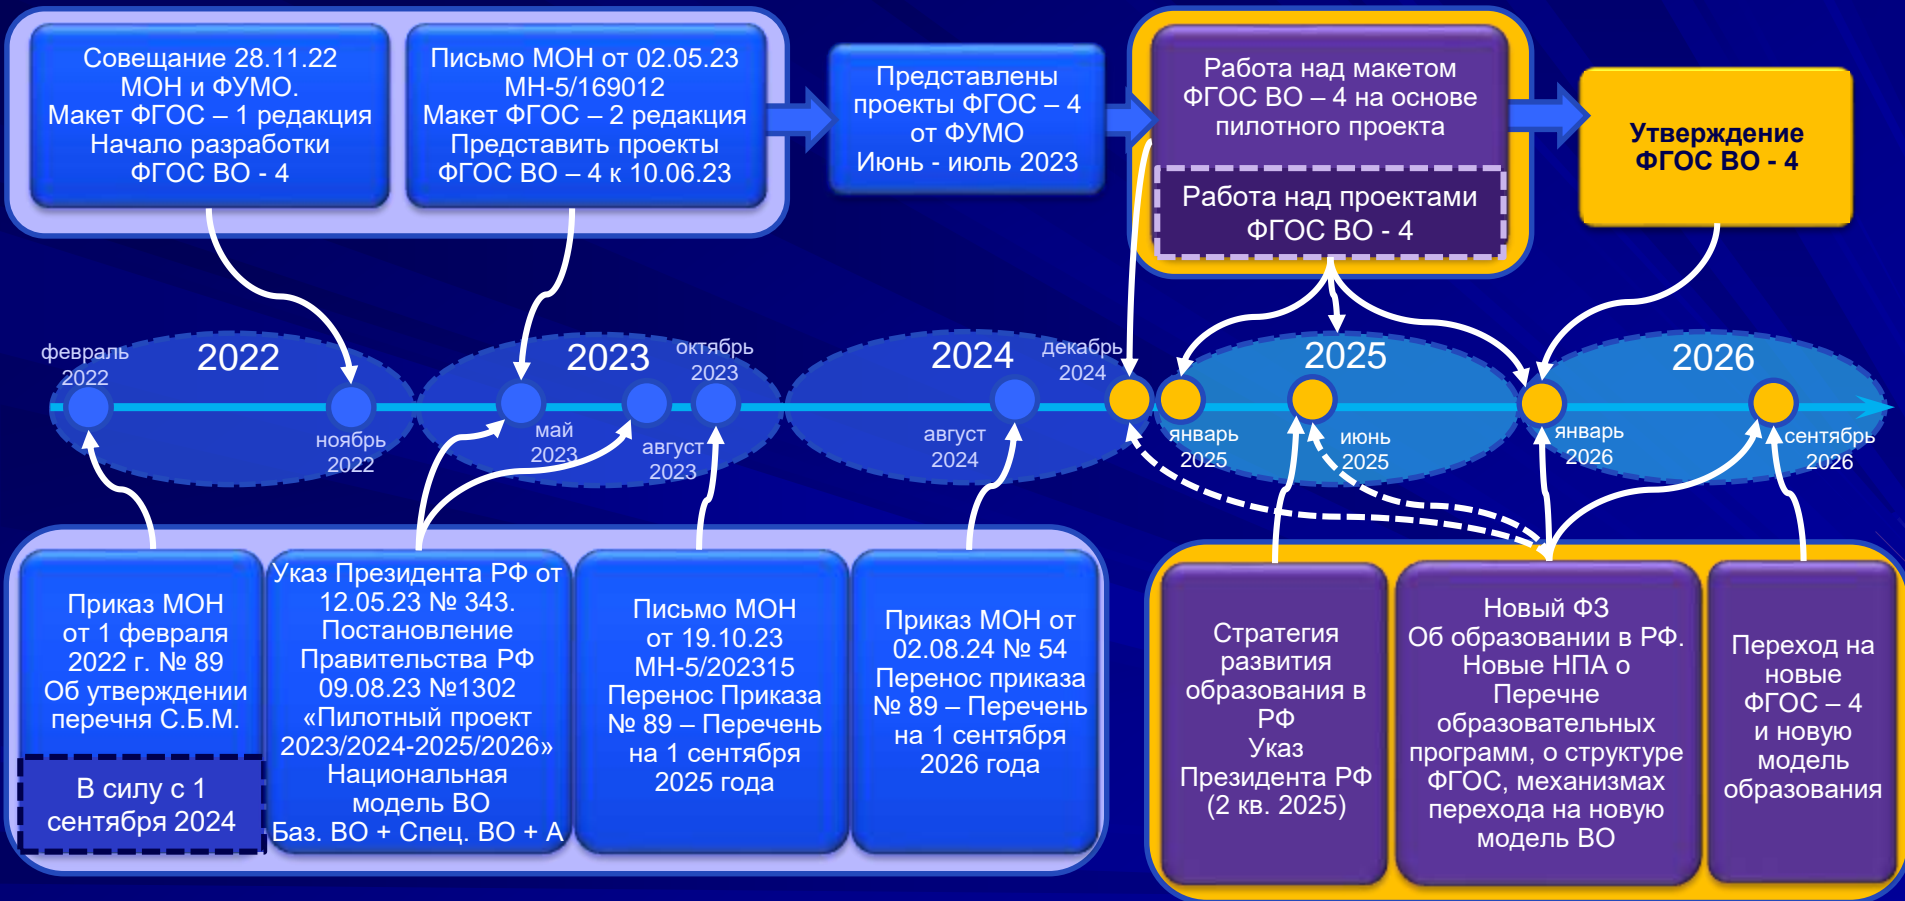 Совещание 28.11.22
МОН и ФУМО.
Макет ФГОС – 1 редакция
Начало разработки
ФГОС ВО - 4
Письмо МОН от 02.05.23
МН-5/169012
Макет ФГОС – 2 редакция
Представить проекты
ФГОС ВО – 4 к 10.06.23
Представлены
проекты ФГОС – 4
от ФУМО
Июнь - июль 2023
Работа над макетом
ФГОС ВО – 4 на основе
пилотного проекта
Работа над проектами
ФГОС ВО - 4
Утверждение
ФГОС ВО - 4
февраль
2022
2022
ноябрь
2022
2023
май
2023
август
2023
октябрь
2023
2024
август
2024
декабрь
2024
2025
январь
2025
июнь
2025
2026
январь
2026
сентябрь
2026
Приказ МОН
от 1 февраля
2022 г. № 89
Об утверждении
перечня С.Б.М.
В силу с 1
сентября 2024
Указ Президента РФ от
12.05.23 № 343.
Постановление
Правительства РФ
09.08.23 №1302
«Пилотный проект
2023/2024-2025/2026»
Национальная
модель ВО
Баз. ВО + Спец. ВО + А
Письмо МОН
от 19.10.23
МН-5/202315
Перенос Приказа
№ 89 – Перечень
на 1 сентября
2025 года
Приказ МОН от
02.08.24 № 54
Перенос приказа
№ 89 – Перечень
на 1 сентября
2026 года
Стратегия
развития
образования в
РФ
Указ
Президента РФ
(2 кв. 2025)
Новый ФЗ
Об образовании в РФ.
Новые НПА о
Перечне
образовательных
программ, о структуре
ФГОС, механизмах
перехода на новую
модель ВО
Переход на
новые
ФГОС – 4
и новую
модель
образования